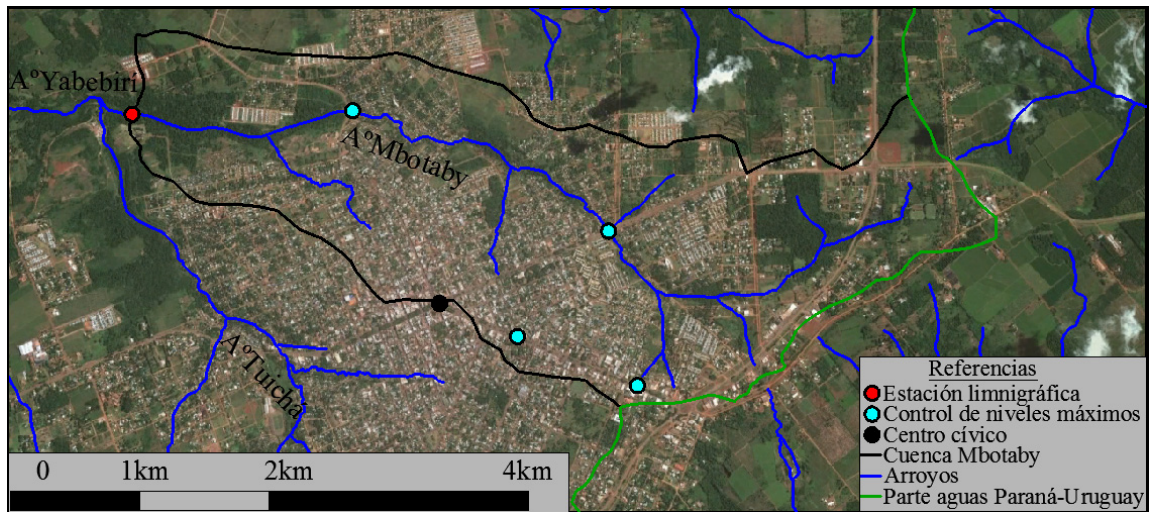 AºYabebirí
AºMbotaby
AºTuichá
Referencias
Estación limnigráfica
Control de niveles máximos
Centro cívico
Cuenca Mbotaby
Arroyos
Parte aguas Paraná-Uruguay
0 1km 2km 4km